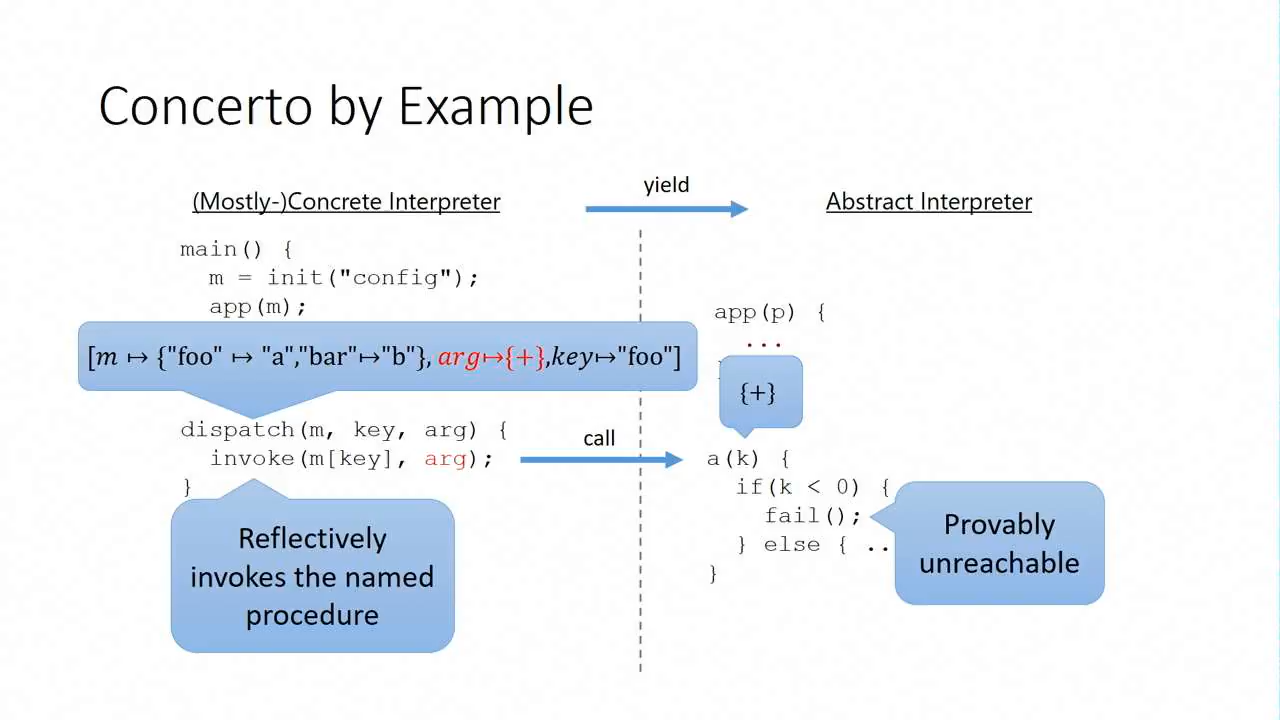 Concerto by Example
(Mostly-)Concrete Interpreter
yield
Abstract Interpreter
main() {
m = init("config");
app(m);
[m ↦ {"foo" ↦ "a","bar"↦"b"}, arg↦{+},key↦"foo"]
dispatch(m, key, arg) {
invoke(m[key], arg);
}
Reflectively
invokes the named
procedure
call
app(p) {
...
{+}
a(k) {
if(k < 0) {
fail();
} else { ..
}
Provably
unreachable